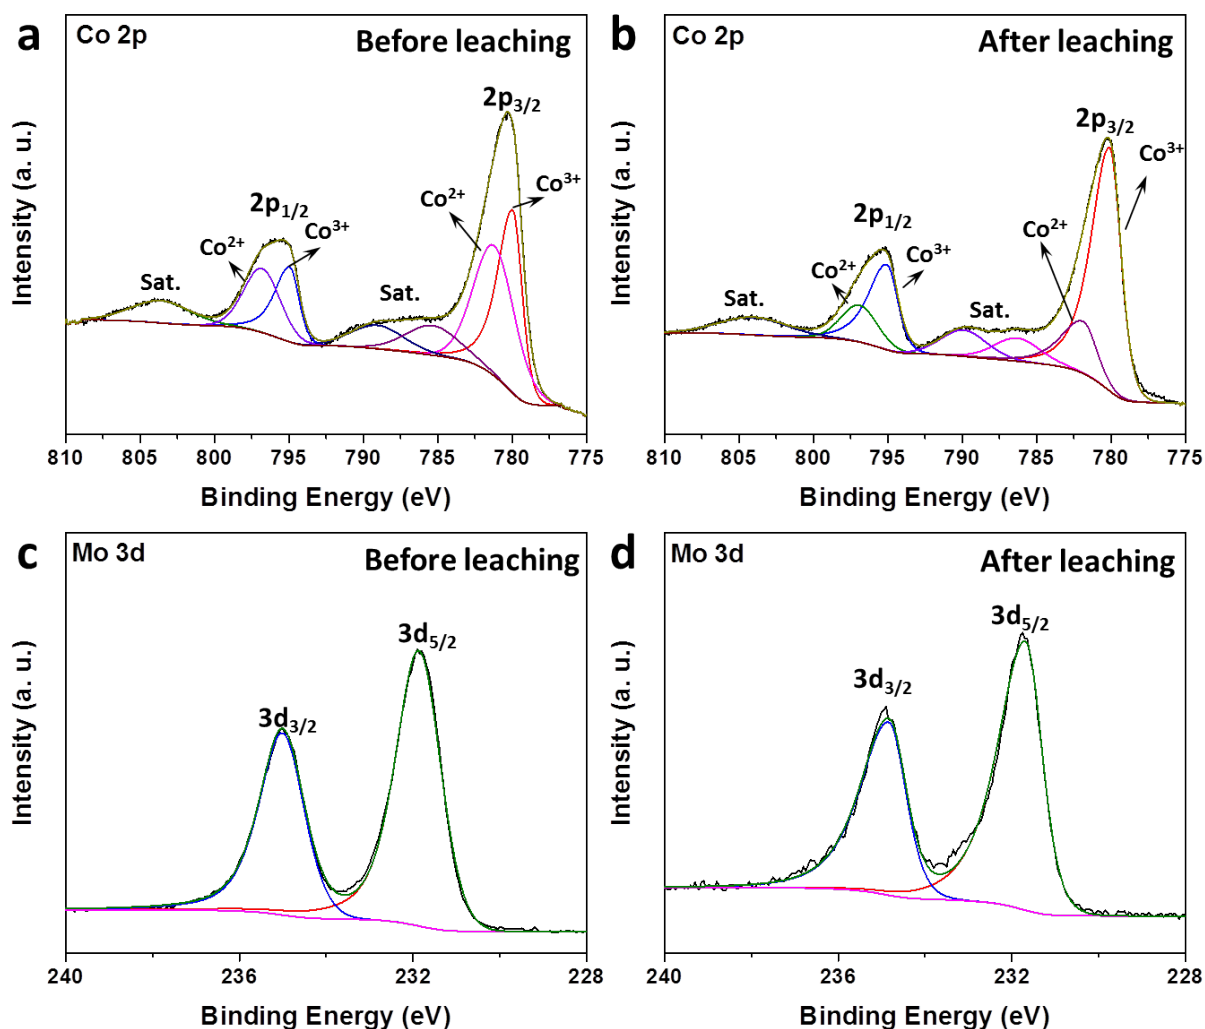 a
Co 2p
Before leaching
2p3/2
Co2+
Co3+
2p1/2
Co2+
Co3+
Sat.
Sat.
Intensity (a. u.)
810 805 800 795 790 785 780 775
Binding Energy (eV)
b
Co 2p
After leaching
2p3/2
Co3+
Co2+
2p1/2
Co2+
Co3+
Sat.
Sat.
Intensity (a. u.)
810 805 800 795 790 785 780 775
Binding Energy (eV)
c
Mo 3d
Before leaching
3d5/2
3d3/2
Intensity (a. u.)
240 236 232 228
Binding Energy (eV)
d
Mo 3d
After leaching
3d5/2
3d3/2
Intensity (a. u.)
240 236 232 228
Binding Energy (eV)